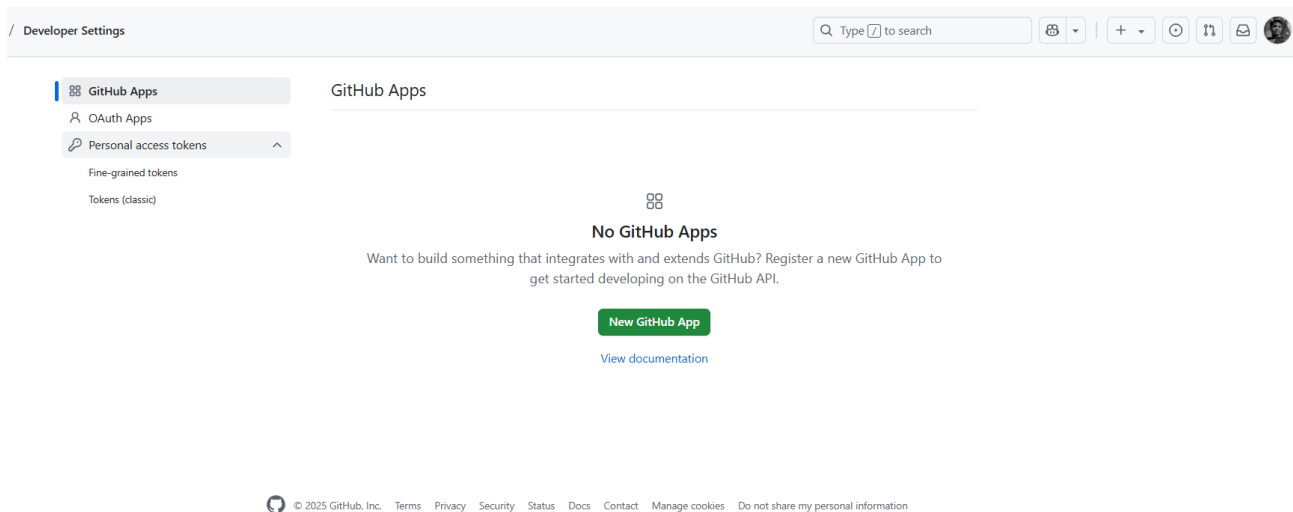 / Developer Settings
Type / to search
GitHub Apps
OAuth Apps
Personal access tokens
Fine-grained tokens
Tokens (classic)
GitHub Apps
No GitHub Apps
Want to build something that integrates with and extends GitHub? Register a new GitHub App to
get started developing on the GitHub API.
New GitHub App
View documentation
© 2025 GitHub, Inc. Terms Privacy Security Status Docs Contact Manage cookies Do not share my personal information